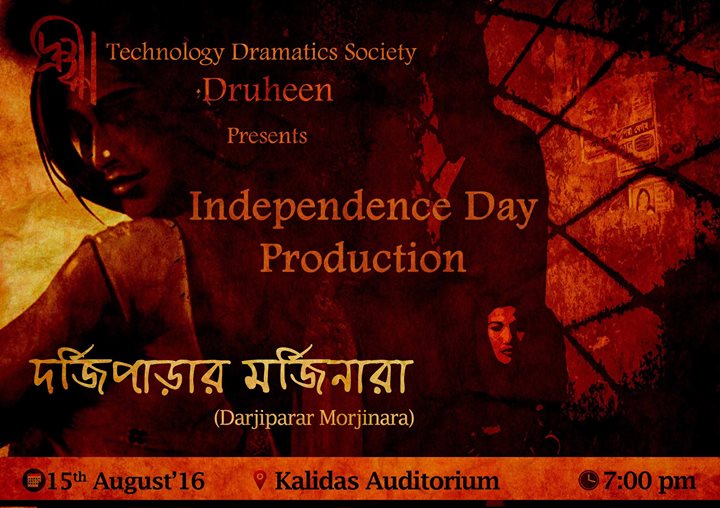 Technology Dramatics Society
Druheen
Presents
Independence Day
Production
দর্জিপাড়ার মর্জিনারা
(Darjiparar Morjinara)
15th August'16
Kalidas Auditorium
7:00 pm